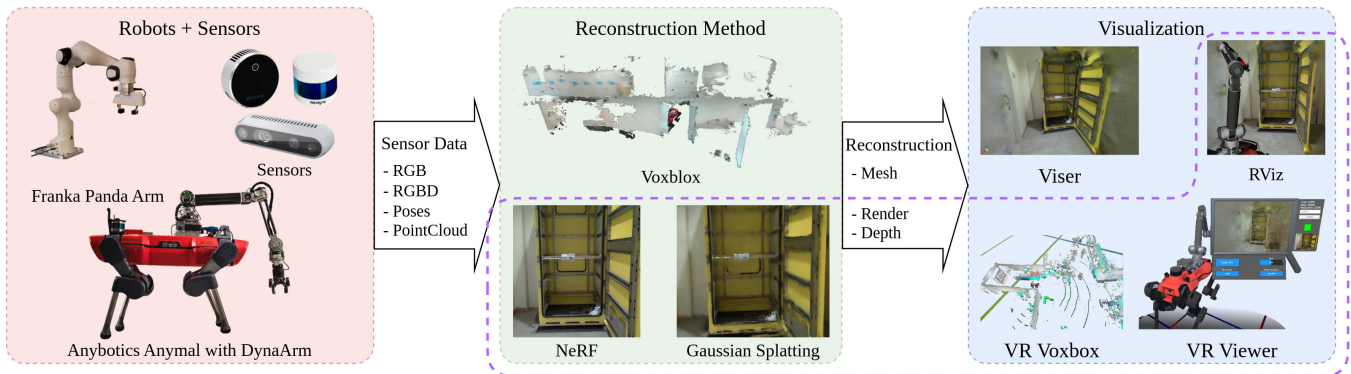 Robots + Sensors
Sensors
Franka Panda Arm
Anybotics Anymal with DynaArm
Sensor Data
- RGB
- RGBD
- Poses
- PointCloud
Reconstruction Method
Voxblox
NeRF
Gaussian Splatting
Reconstruction
- Mesh
- Render
- Depth
Visualization
Viser
RViz
VR Voxbox
VR Viewer